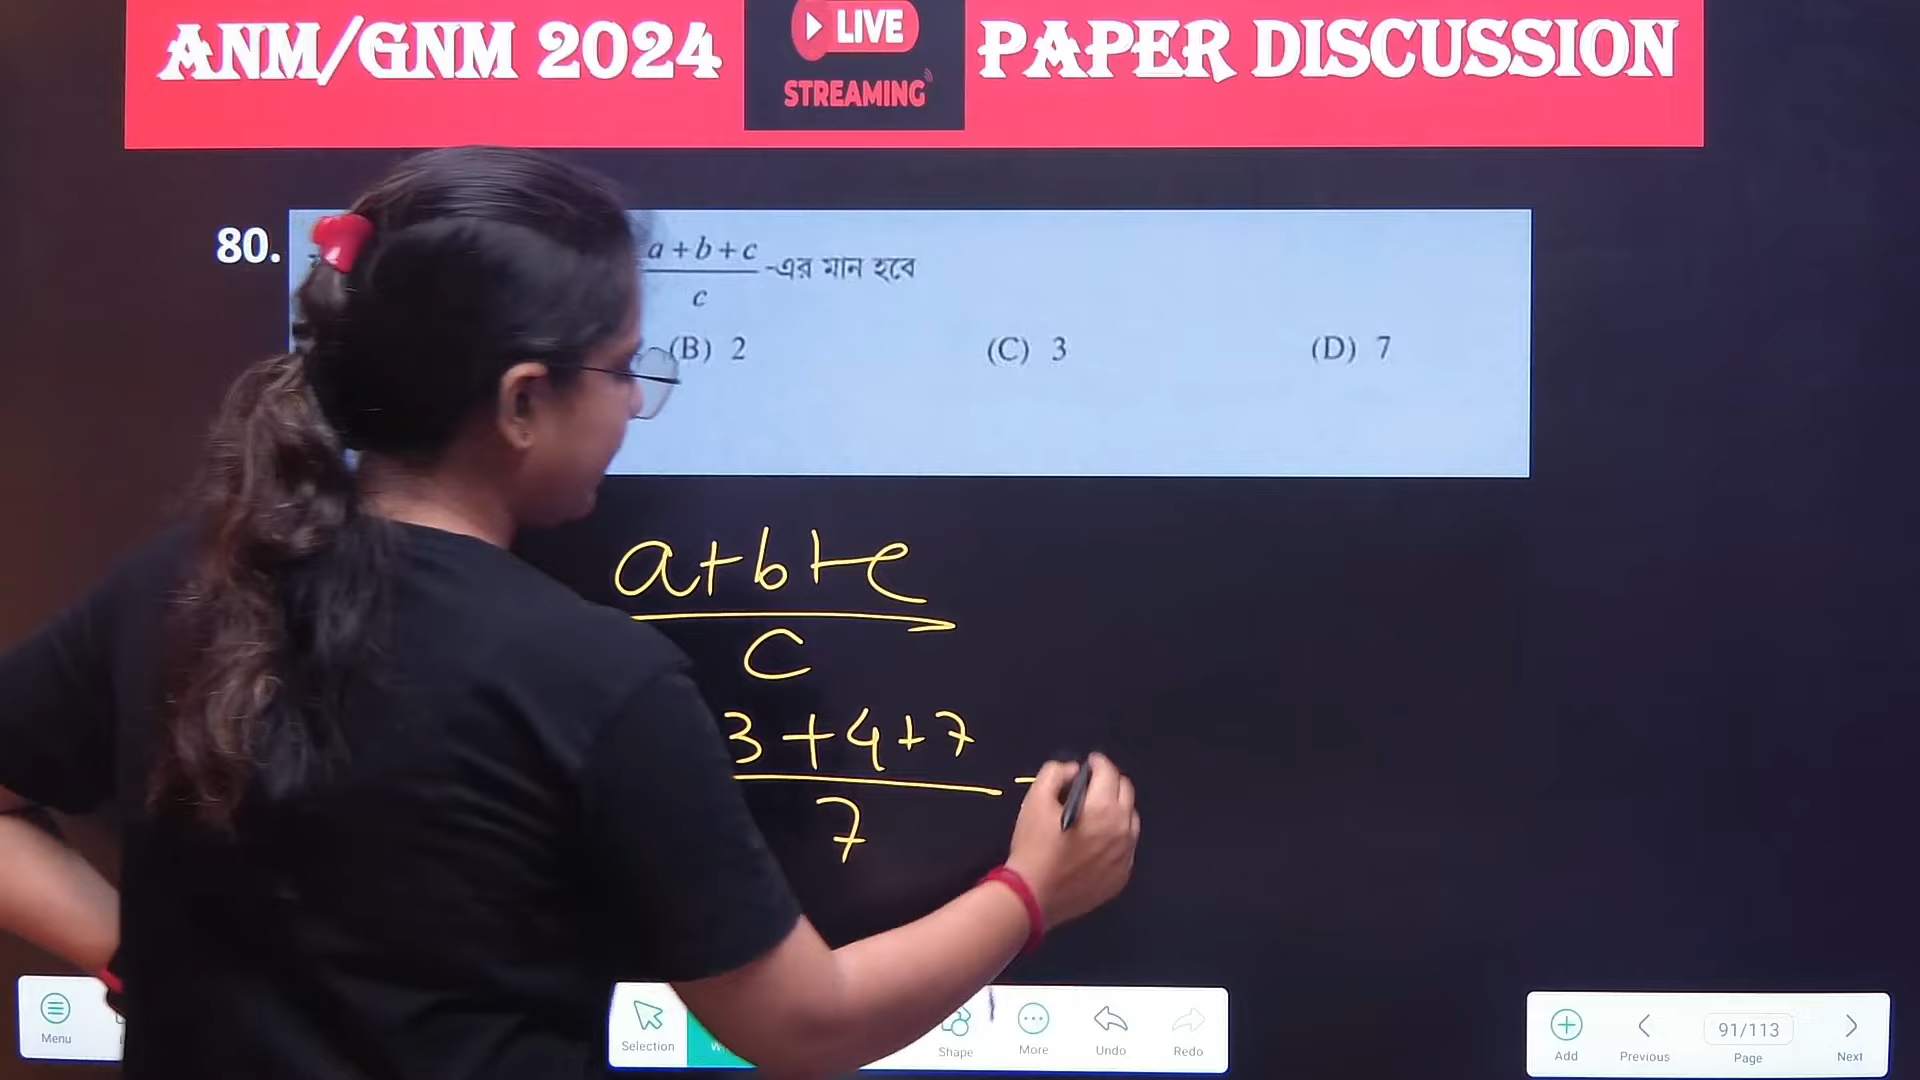 ANM/GNM 2024
LIVE
STREAMING
PAPER DISCUSSION
80.
a + b + c
c
-এর মান হবে
(B) 2
(C) 3
(D) 7
a+b+c
c
3+4+7
7
Menu
Selection
Shape
More
Undo
Redo
Add
Previous
91/113
Page
Next